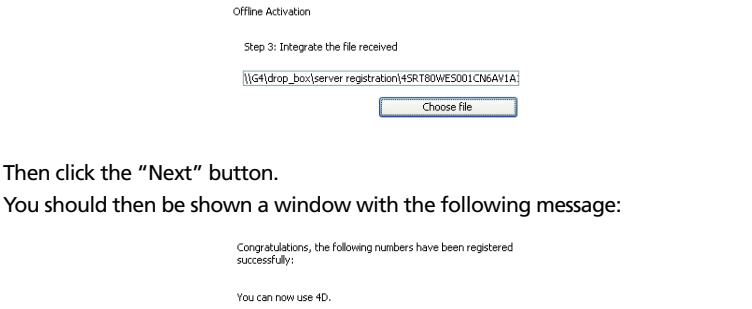 Offline Activation
Step 3: Integrate the file received
\\G4\drop_box\server registration\4SRT80WES001CN6AV1A1
Choose file
Then click the “Next” button.
You should then be shown a window with the following message:
Congratulations, the following numbers have been registered
successfully:
You can now use 4D.